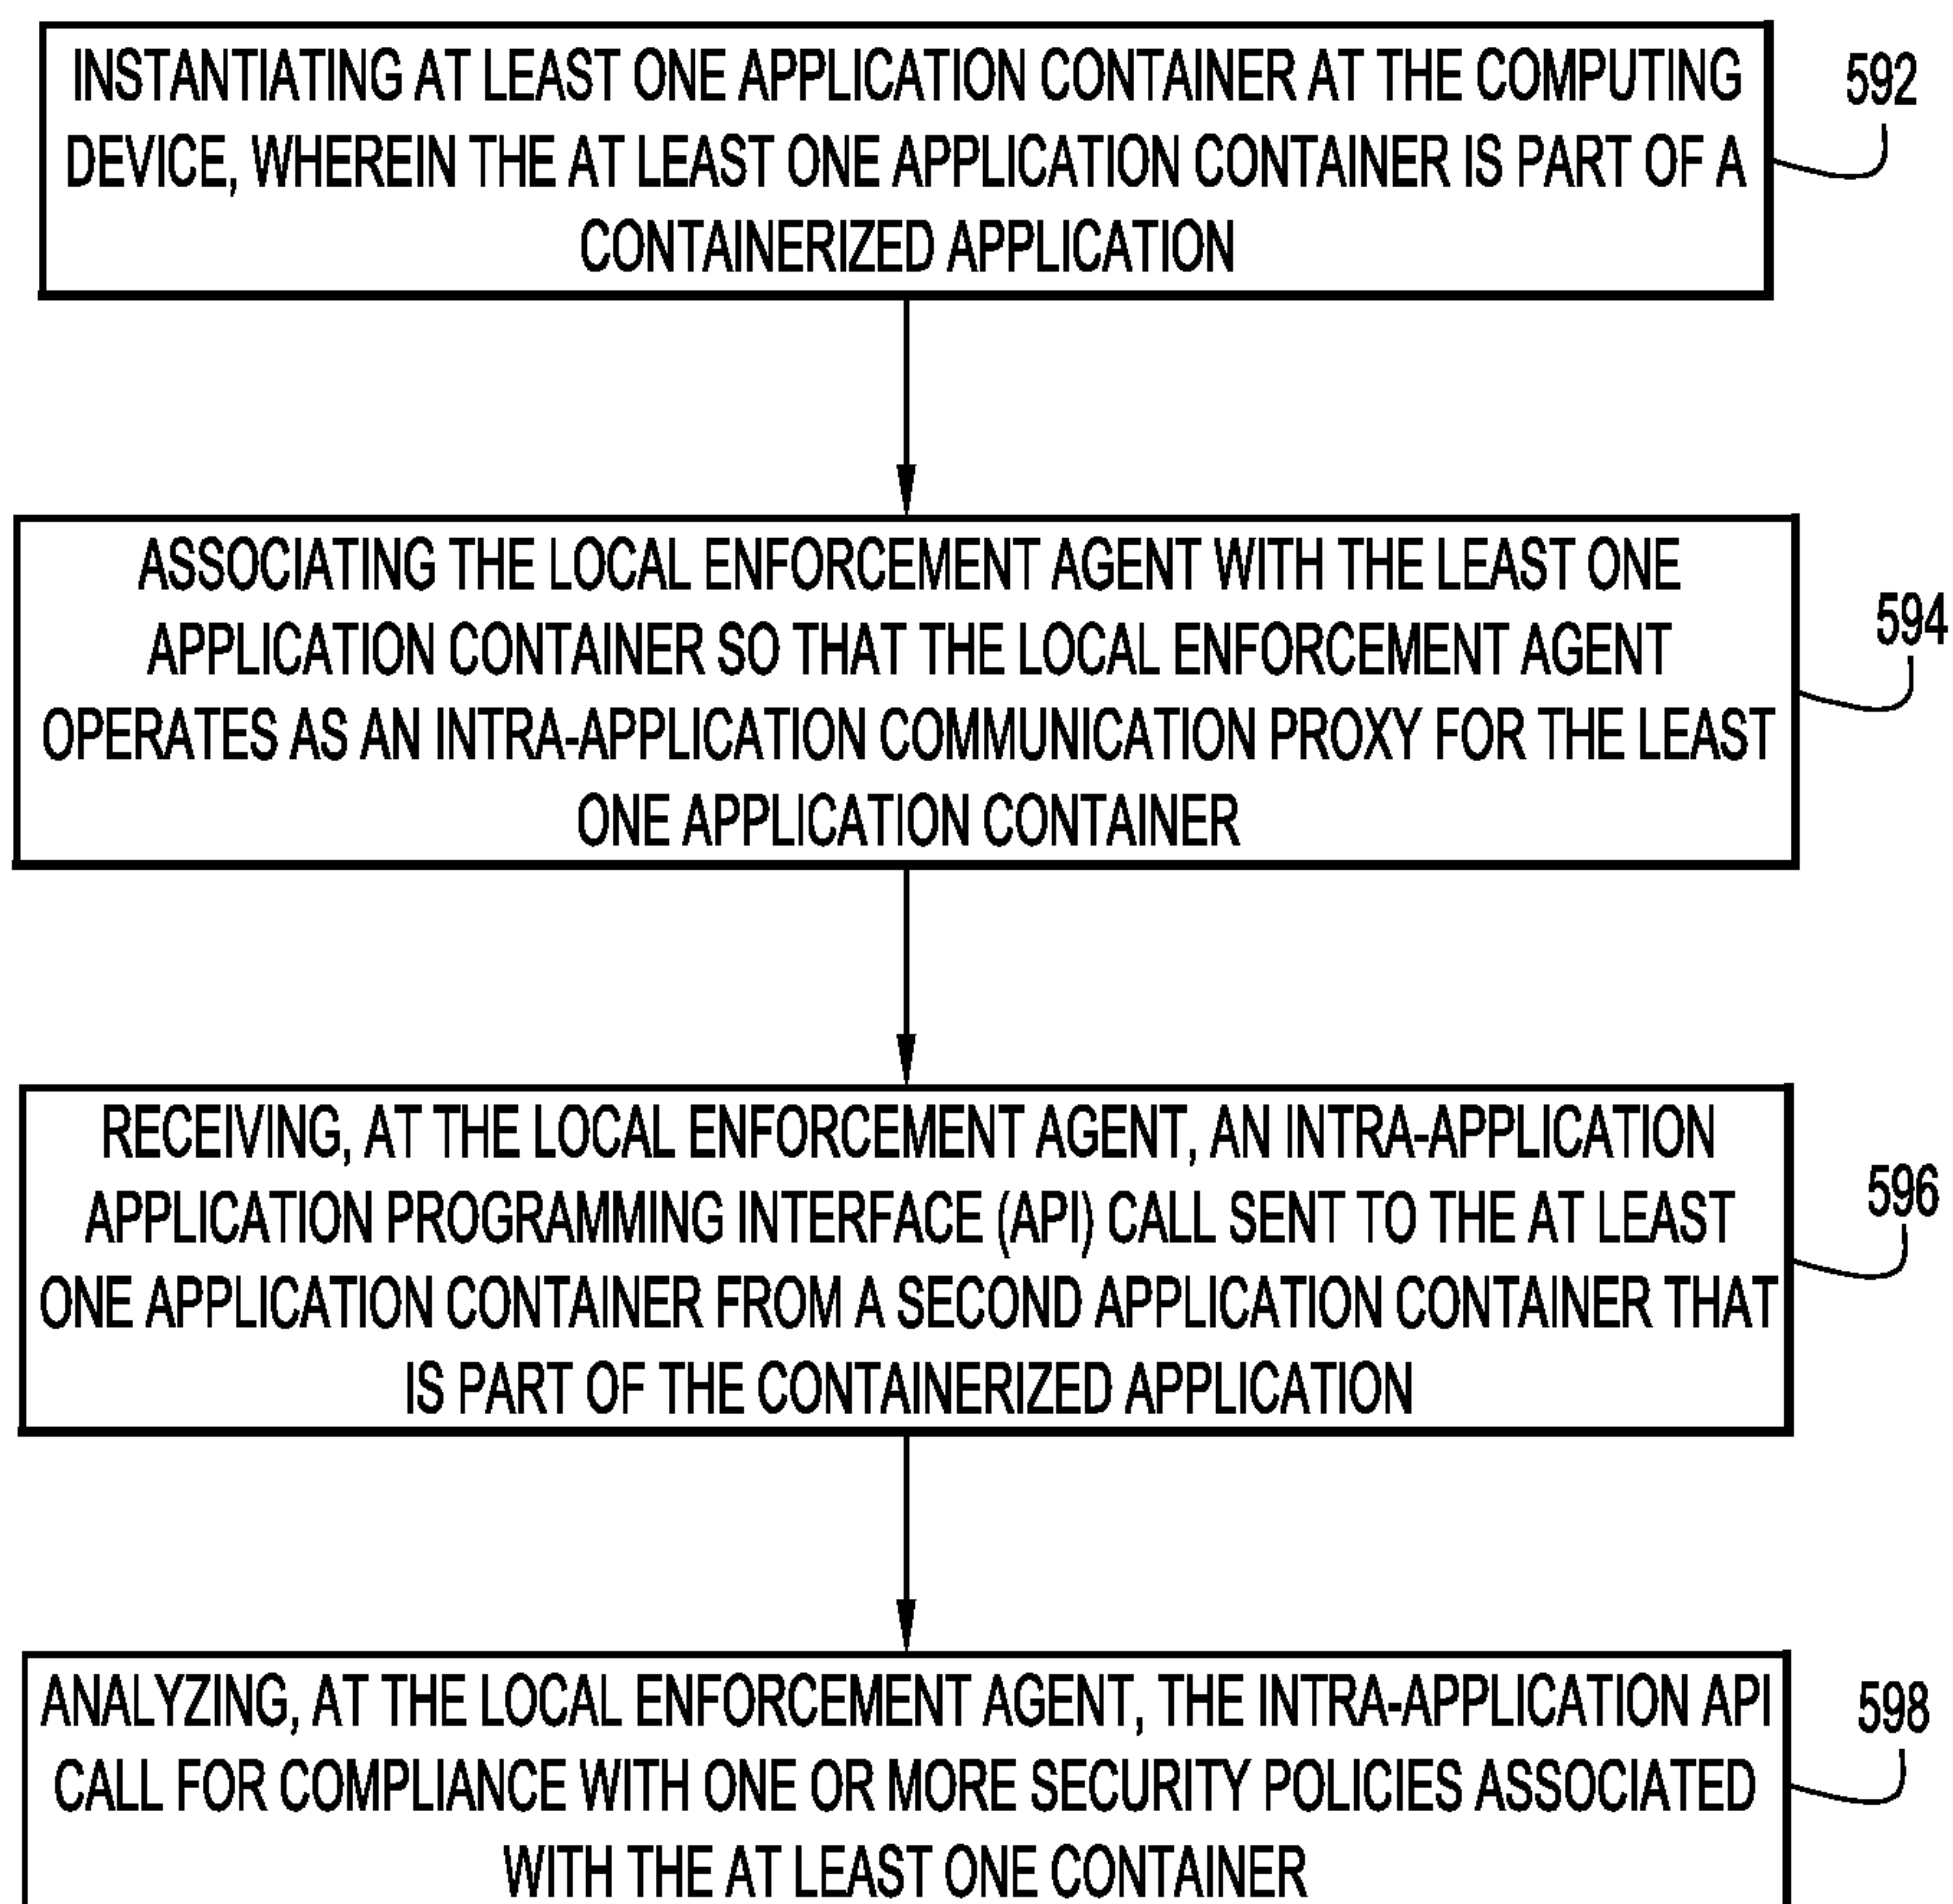 INSTANTIATING AT LEAST ONE APPLICATION CONTAINER AT THE COMPUTING
DEVICE, WHEREIN THE AT LEAST ONE APPLICATION CONTAINER IS PART OF A
CONTAINERIZED APPLICATION
592
ASSOCIATING THE LOCAL ENFORCEMENT AGENT WITH THE LEAST ONE
APPLICATION CONTAINER SO THAT THE LOCAL ENFORCEMENT AGENT
OPERATES AS AN INTRA-APPLICATION COMMUNICATION PROXY FOR THE LEAST
ONE APPLICATION CONTAINER
594
RECEIVING, AT THE LOCAL ENFORCEMENT AGENT, AN INTRA-APPLICATION
APPLICATION PROGRAMMING INTERFACE (API) CALL SENT TO THE AT LEAST
ONE APPLICATION CONTAINER FROM A SECOND APPLICATION CONTAINER THAT
IS PART OF THE CONTAINERIZED APPLICATION
596
ANALYZING, AT THE LOCAL ENFORCEMENT AGENT, THE INTRA-APPLICATION API
CALL FOR COMPLIANCE WITH ONE OR MORE SECURITY POLICIES ASSOCIATED
WITH THE AT LEAST ONE CONTAINER
598